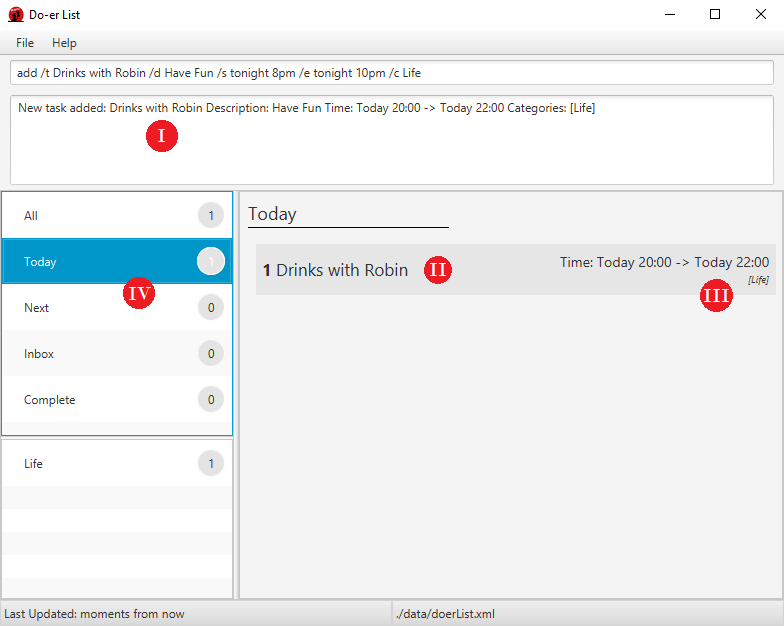 Do-er List
File Help
add /t Drinks with Robin /d Have Fun /s tonight 8pm /e tonight 10pm /c Life
New task added: Drinks with Robin Description: Have Fun Time: Today 20:00 -> Today 22:00 Categories: [Life]
I
All 1
Today 1
IV
Next 0
Inbox 0
Complete 0
Life 1
Today
1 Drinks with Robin II Time: Today 20:00 -> Today 22:00
[Life]
III
Last Updated: moments from now ./data/doerList.xml